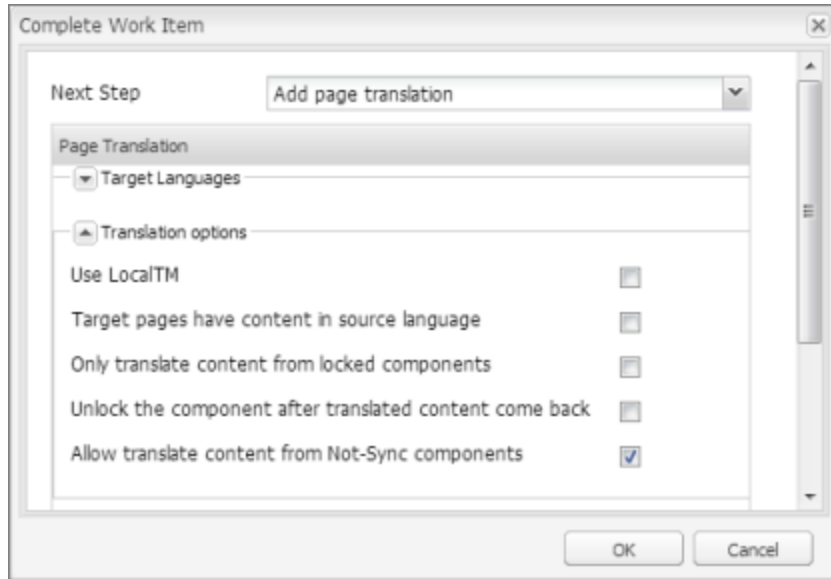 Complete Work Item
Next Step
Add page translation
Page Translation
Target Languages
Translation options
Use LocalTM
Target pages have content in source language
Only translate content from locked components
Unlock the component after translated content come back
Allow translate content from Not-Sync components
OK
Cancel